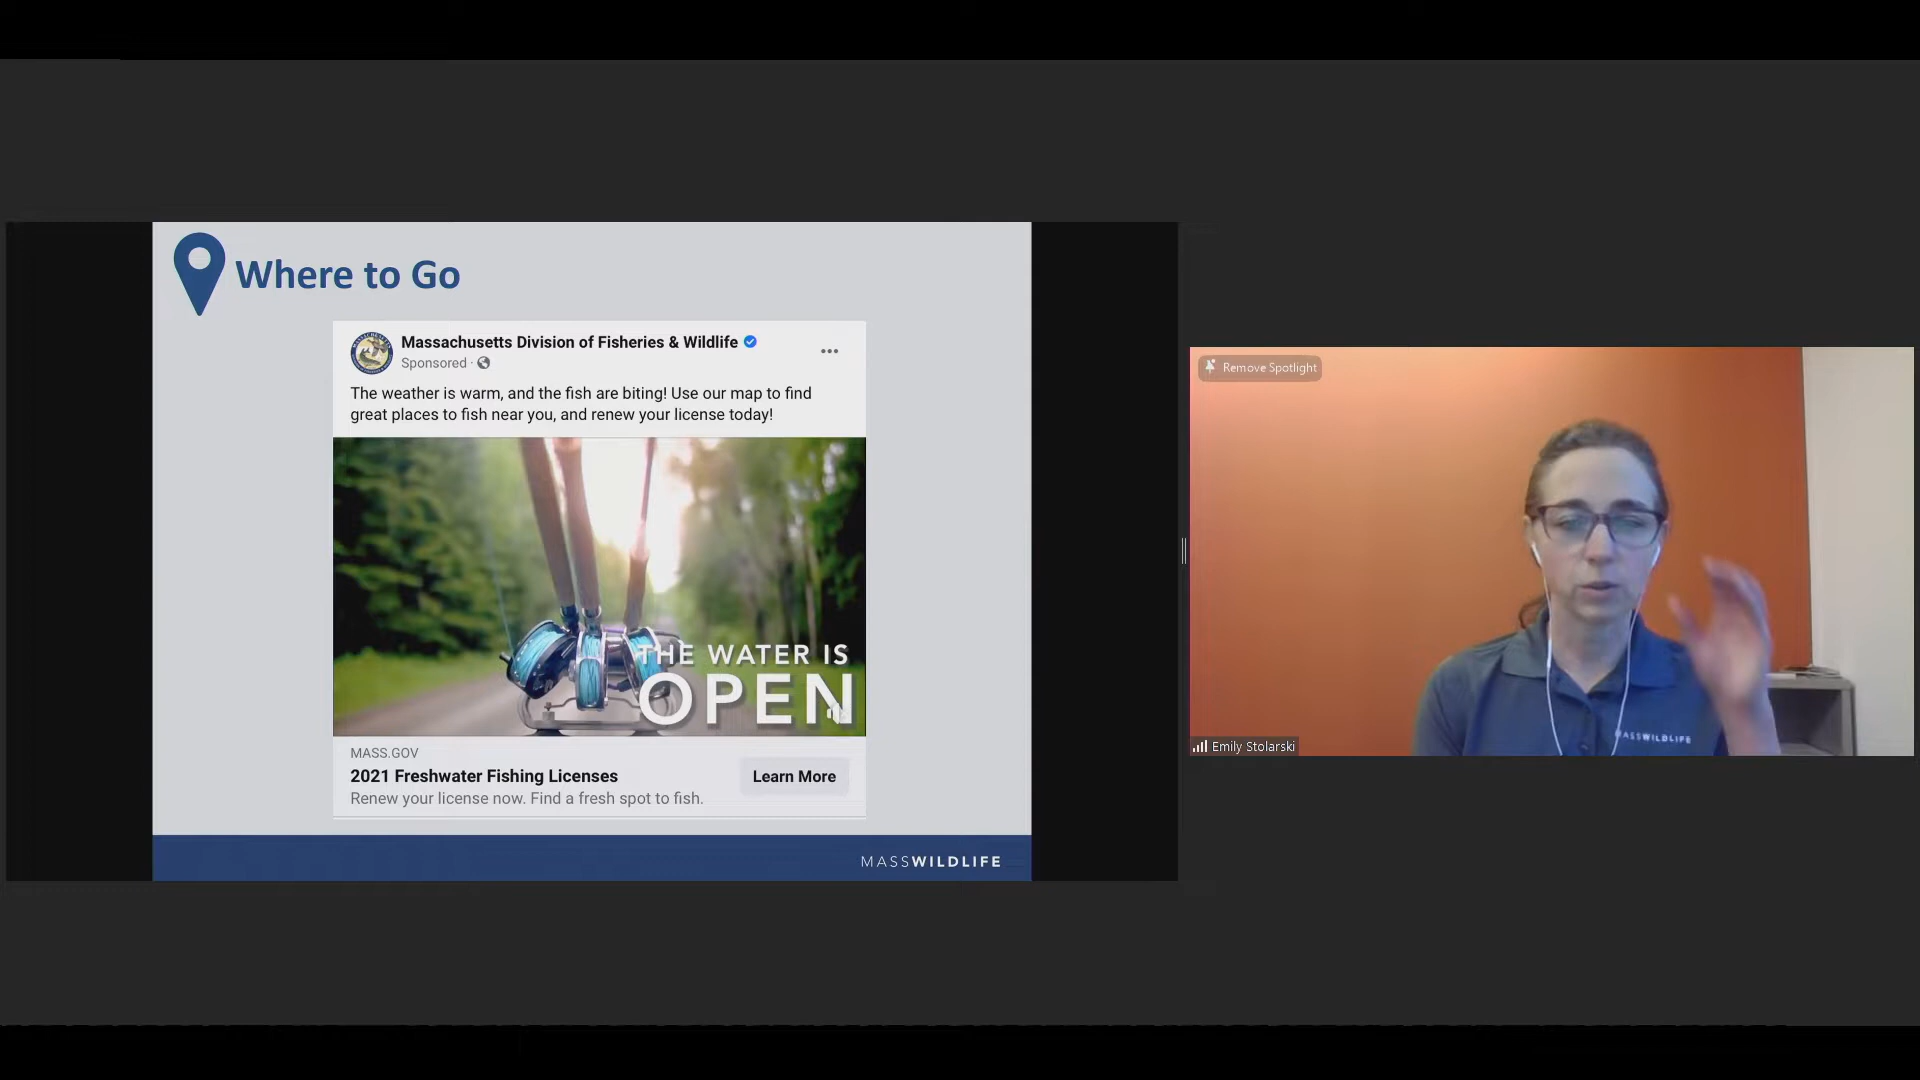 Where to Go
Massachusetts Division of Fisheries & Wildlife
Sponsored ·
The weather is warm, and the fish are biting! Use our map to find
great places to fish near you, and renew your license today!
THE WATER IS
OPEN
MASS.GOV
2021 Freshwater Fishing Licenses
Learn More
Renew your license now. Find a fresh spot to fish.
MASSWILDLIFE
Remove Spotlight
MASSWILDLIFE
Emily Stolarski